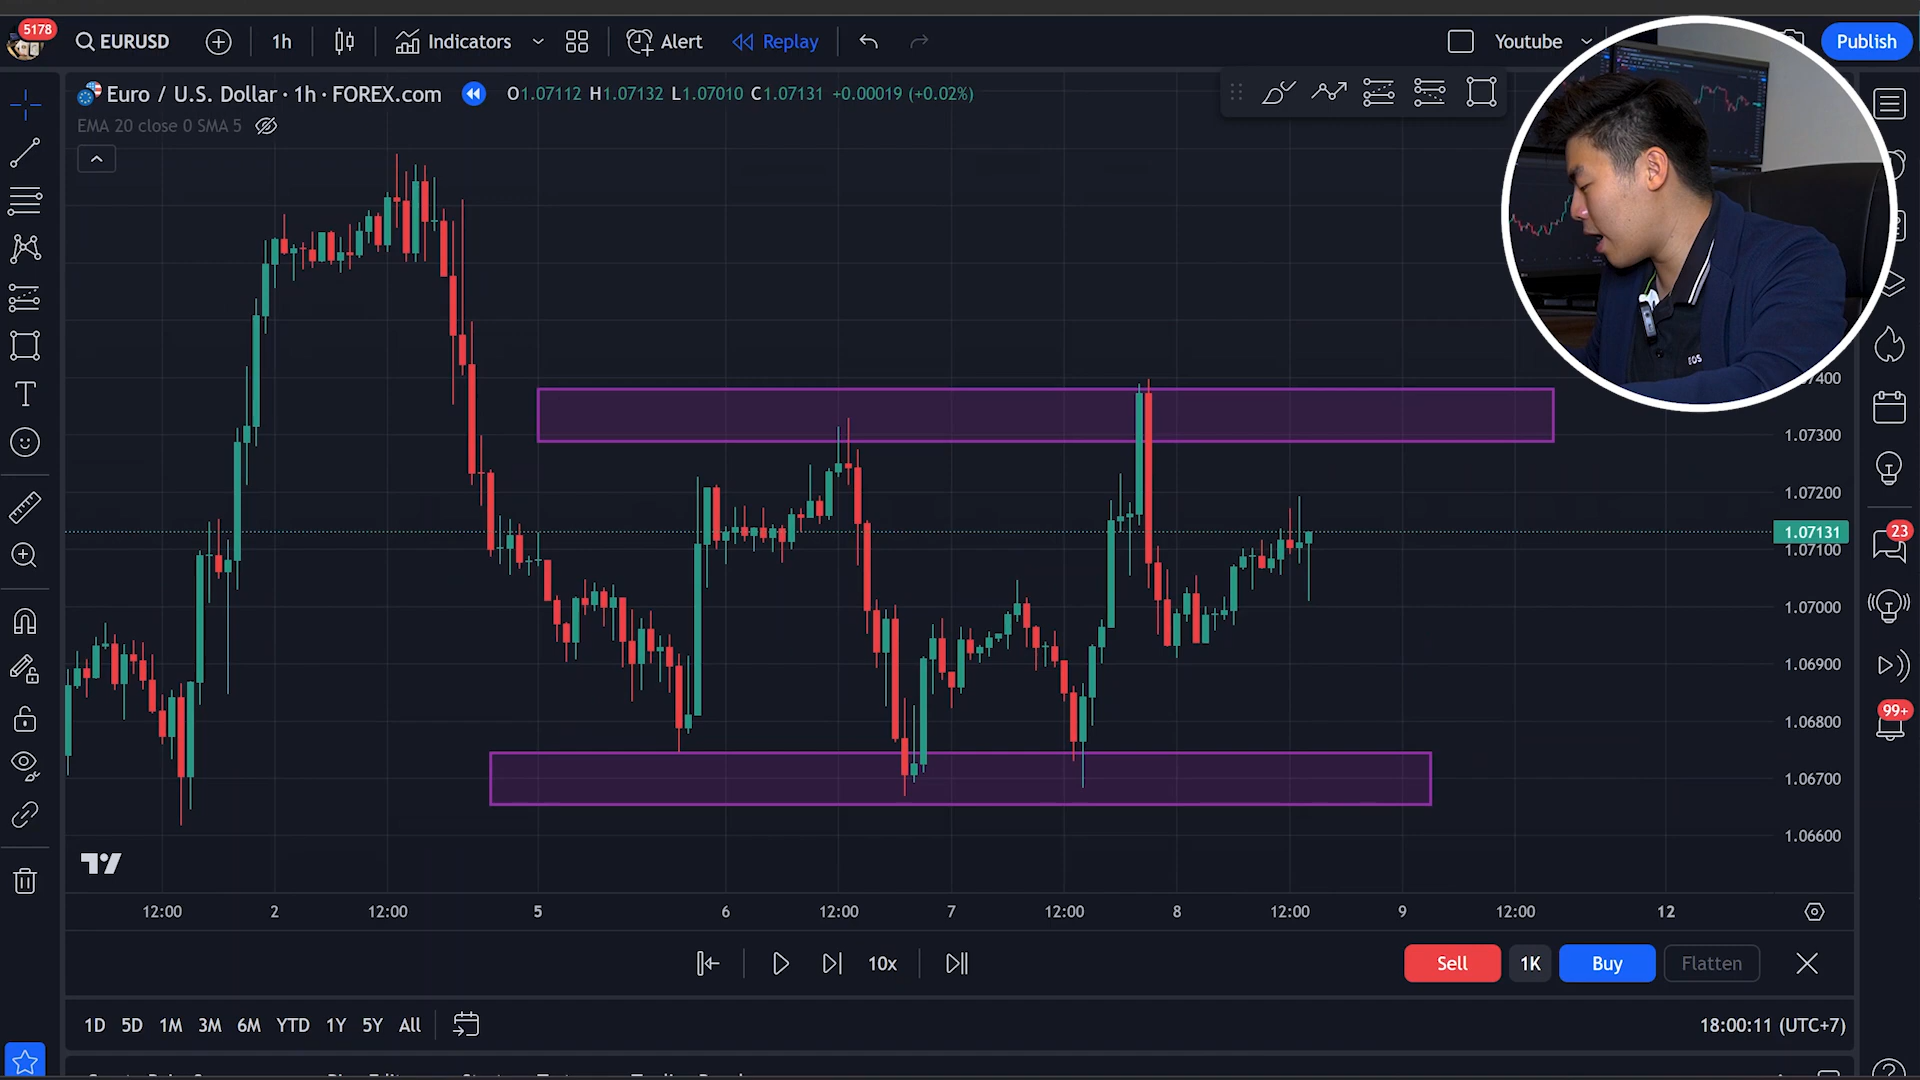 5178
EURUSD
1h
Indicators
Alert
Replay
Youtube
Publish
Euro / U.S. Dollar · 1h · FOREX.com
O1.07112 H1.07132 L1.07010 C1.07131 +0.00019 (+0.02%)
EMA 20 close 0 SMA 5
EOS
1.07300
1.07200
1.07131
1.07100
1.07000
1.06900
1.06800
1.06700
1.06600
23
99+
12:00
2
12:00
5
6
12:00
7
12:00
8
12:00
9
12:00
12
10x
Sell
1K
Buy
Flatten
1D 5D 1M 3M 6M YTD 1Y 5Y All
18:00:11 (UTC+7)